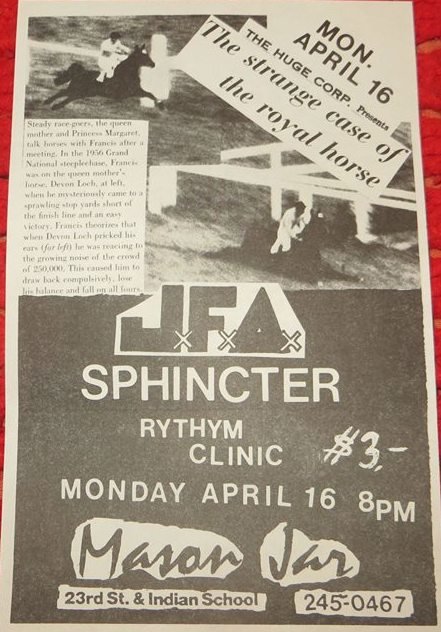 MON.
APRIL 16
THE HUGE CORP. Presents
The strange case of
the royal horse
Steady race-goers, the queen
mother and Princess Margaret,
talk horses with Francis after a
meeting. In the 1956 Grand
National steeplechase, Francis
was on the queen mother's
horse, Devon Loch, at left,
when he mysteriously came to a
sprawling stop yards short of
the finish line and an easy
victory. Francis theorizes that
when Devon Loch pricked his
ears (far left) he was reacting to
the growing noise of the crowd
of 250,000. This caused him to
draw back compulsively, lose
his balance and fall on all fours.
J.F.A.
x x x
SPHINCTER
RYTHYM
CLINIC
$3,-
MONDAY APRIL 16 8PM
Mason Jar
23rd St. & Indian School
245-0467